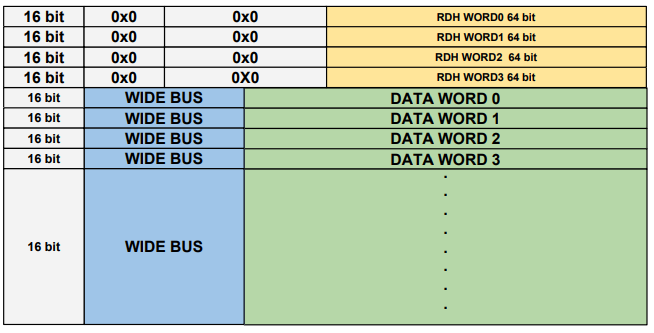 16 bit 0x0 0x0 RDH WORD0 64 bit
16 bit 0x0 0x0 RDH WORD1 64 bit
16 bit 0x0 0x0 RDH WORD2 64 bit
16 bit 0x0 0X0 RDH WORD3 64 bit
16 bit WIDE BUS DATA WORD 0
16 bit WIDE BUS DATA WORD 1
16 bit WIDE BUS DATA WORD 2
16 bit WIDE BUS DATA WORD 3
.
.
.
.
16 bit WIDE BUS
.
.
.
.